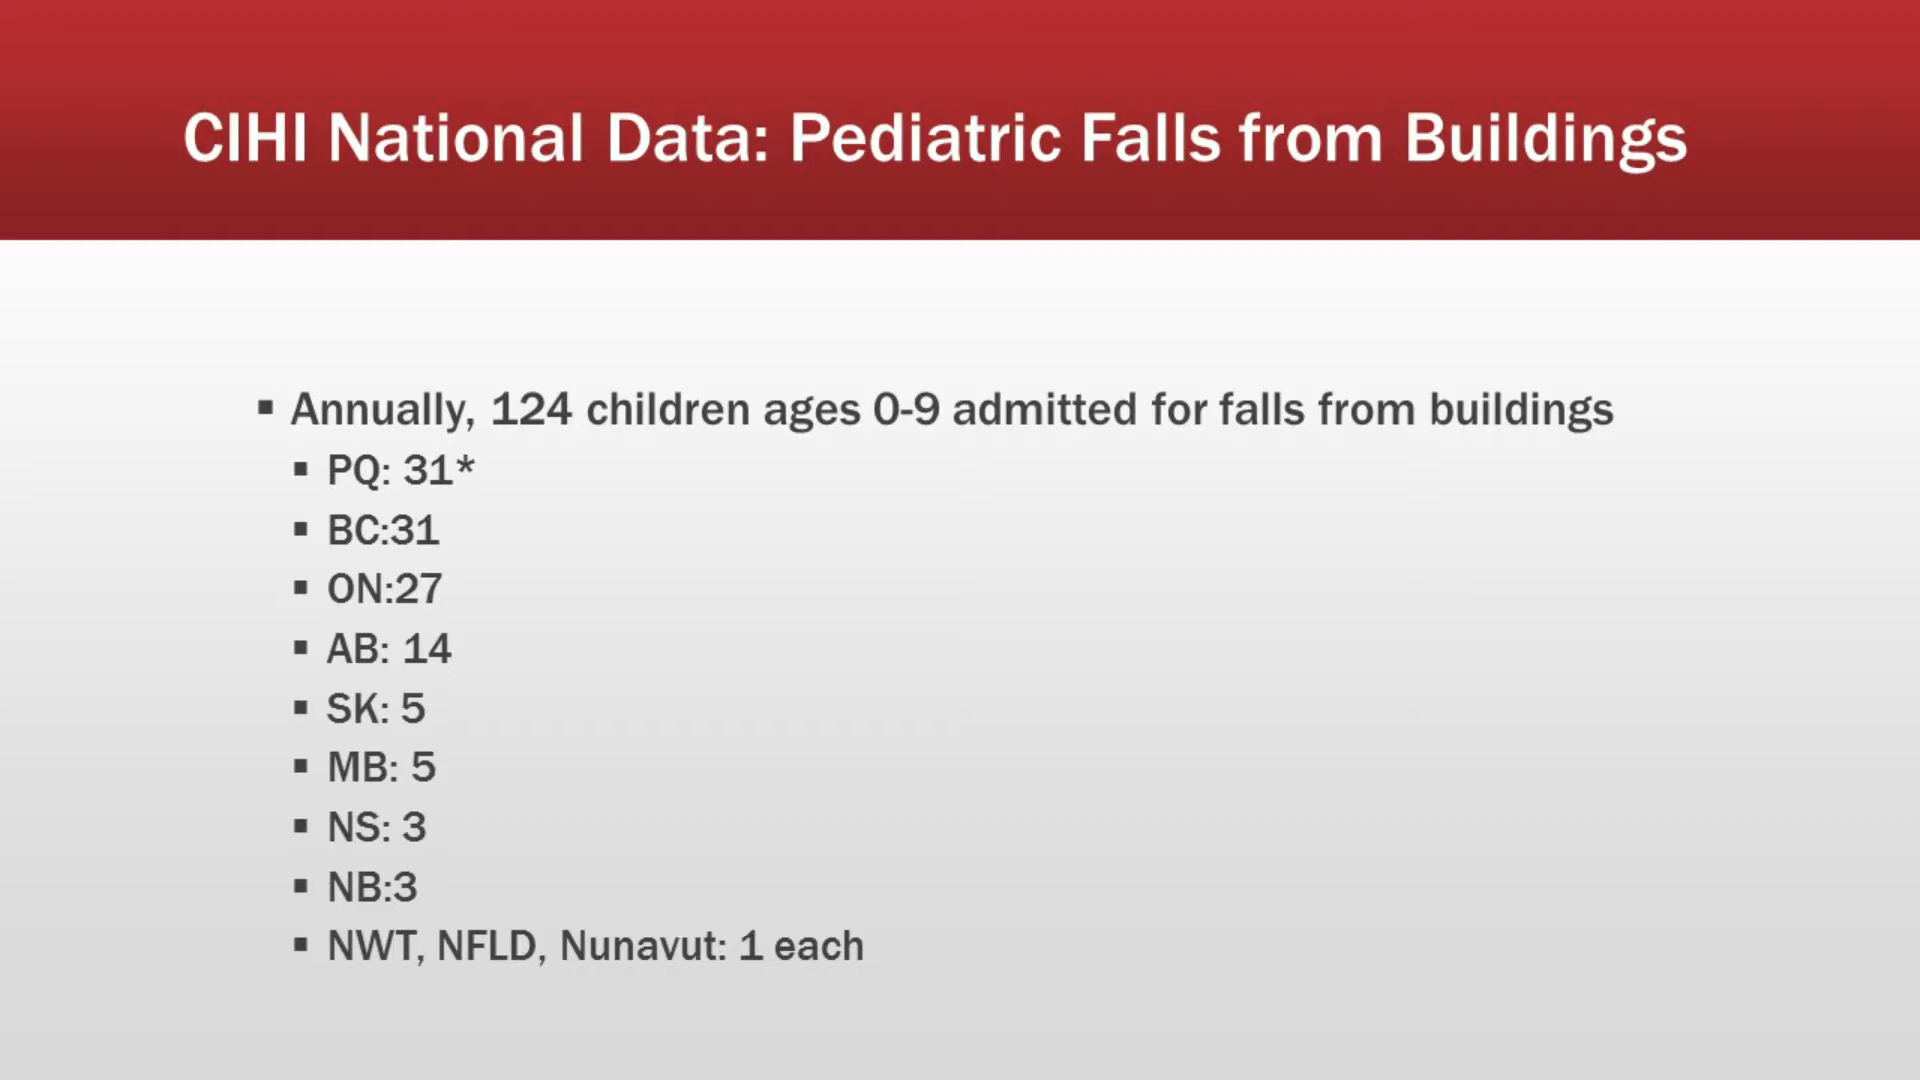 CIHI National Data: Pediatric Falls from Buildings
▪ Annually, 124 children ages 0-9 admitted for falls from buildings
▪ PQ: 31*
▪ BC:31
▪ ON:27
▪ AB: 14
▪ SK: 5
▪ MB: 5
▪ NS: 3
▪ NB:3
▪ NWT, NFLD, Nunavut: 1 each